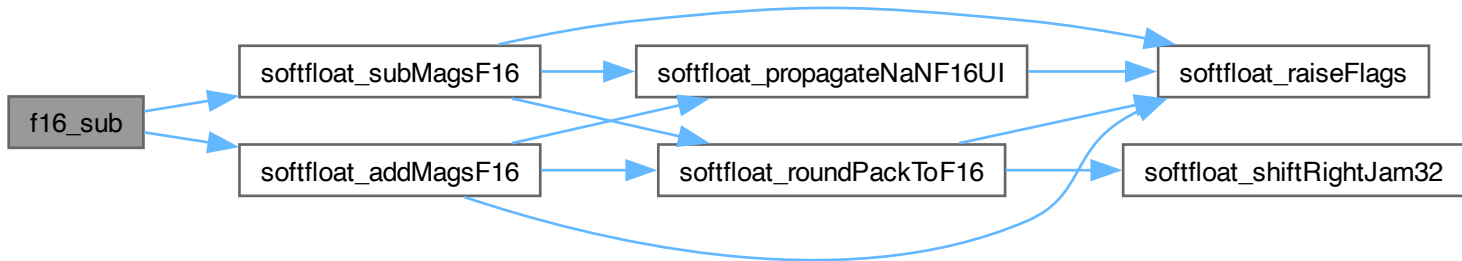 f16_sub
softfloat_subMagsF16
softfloat_addMagsF16
softfloat_propagateNaNF16UI
softfloat_roundPackToF16
softfloat_raiseFlags
softfloat_shiftRightJam32